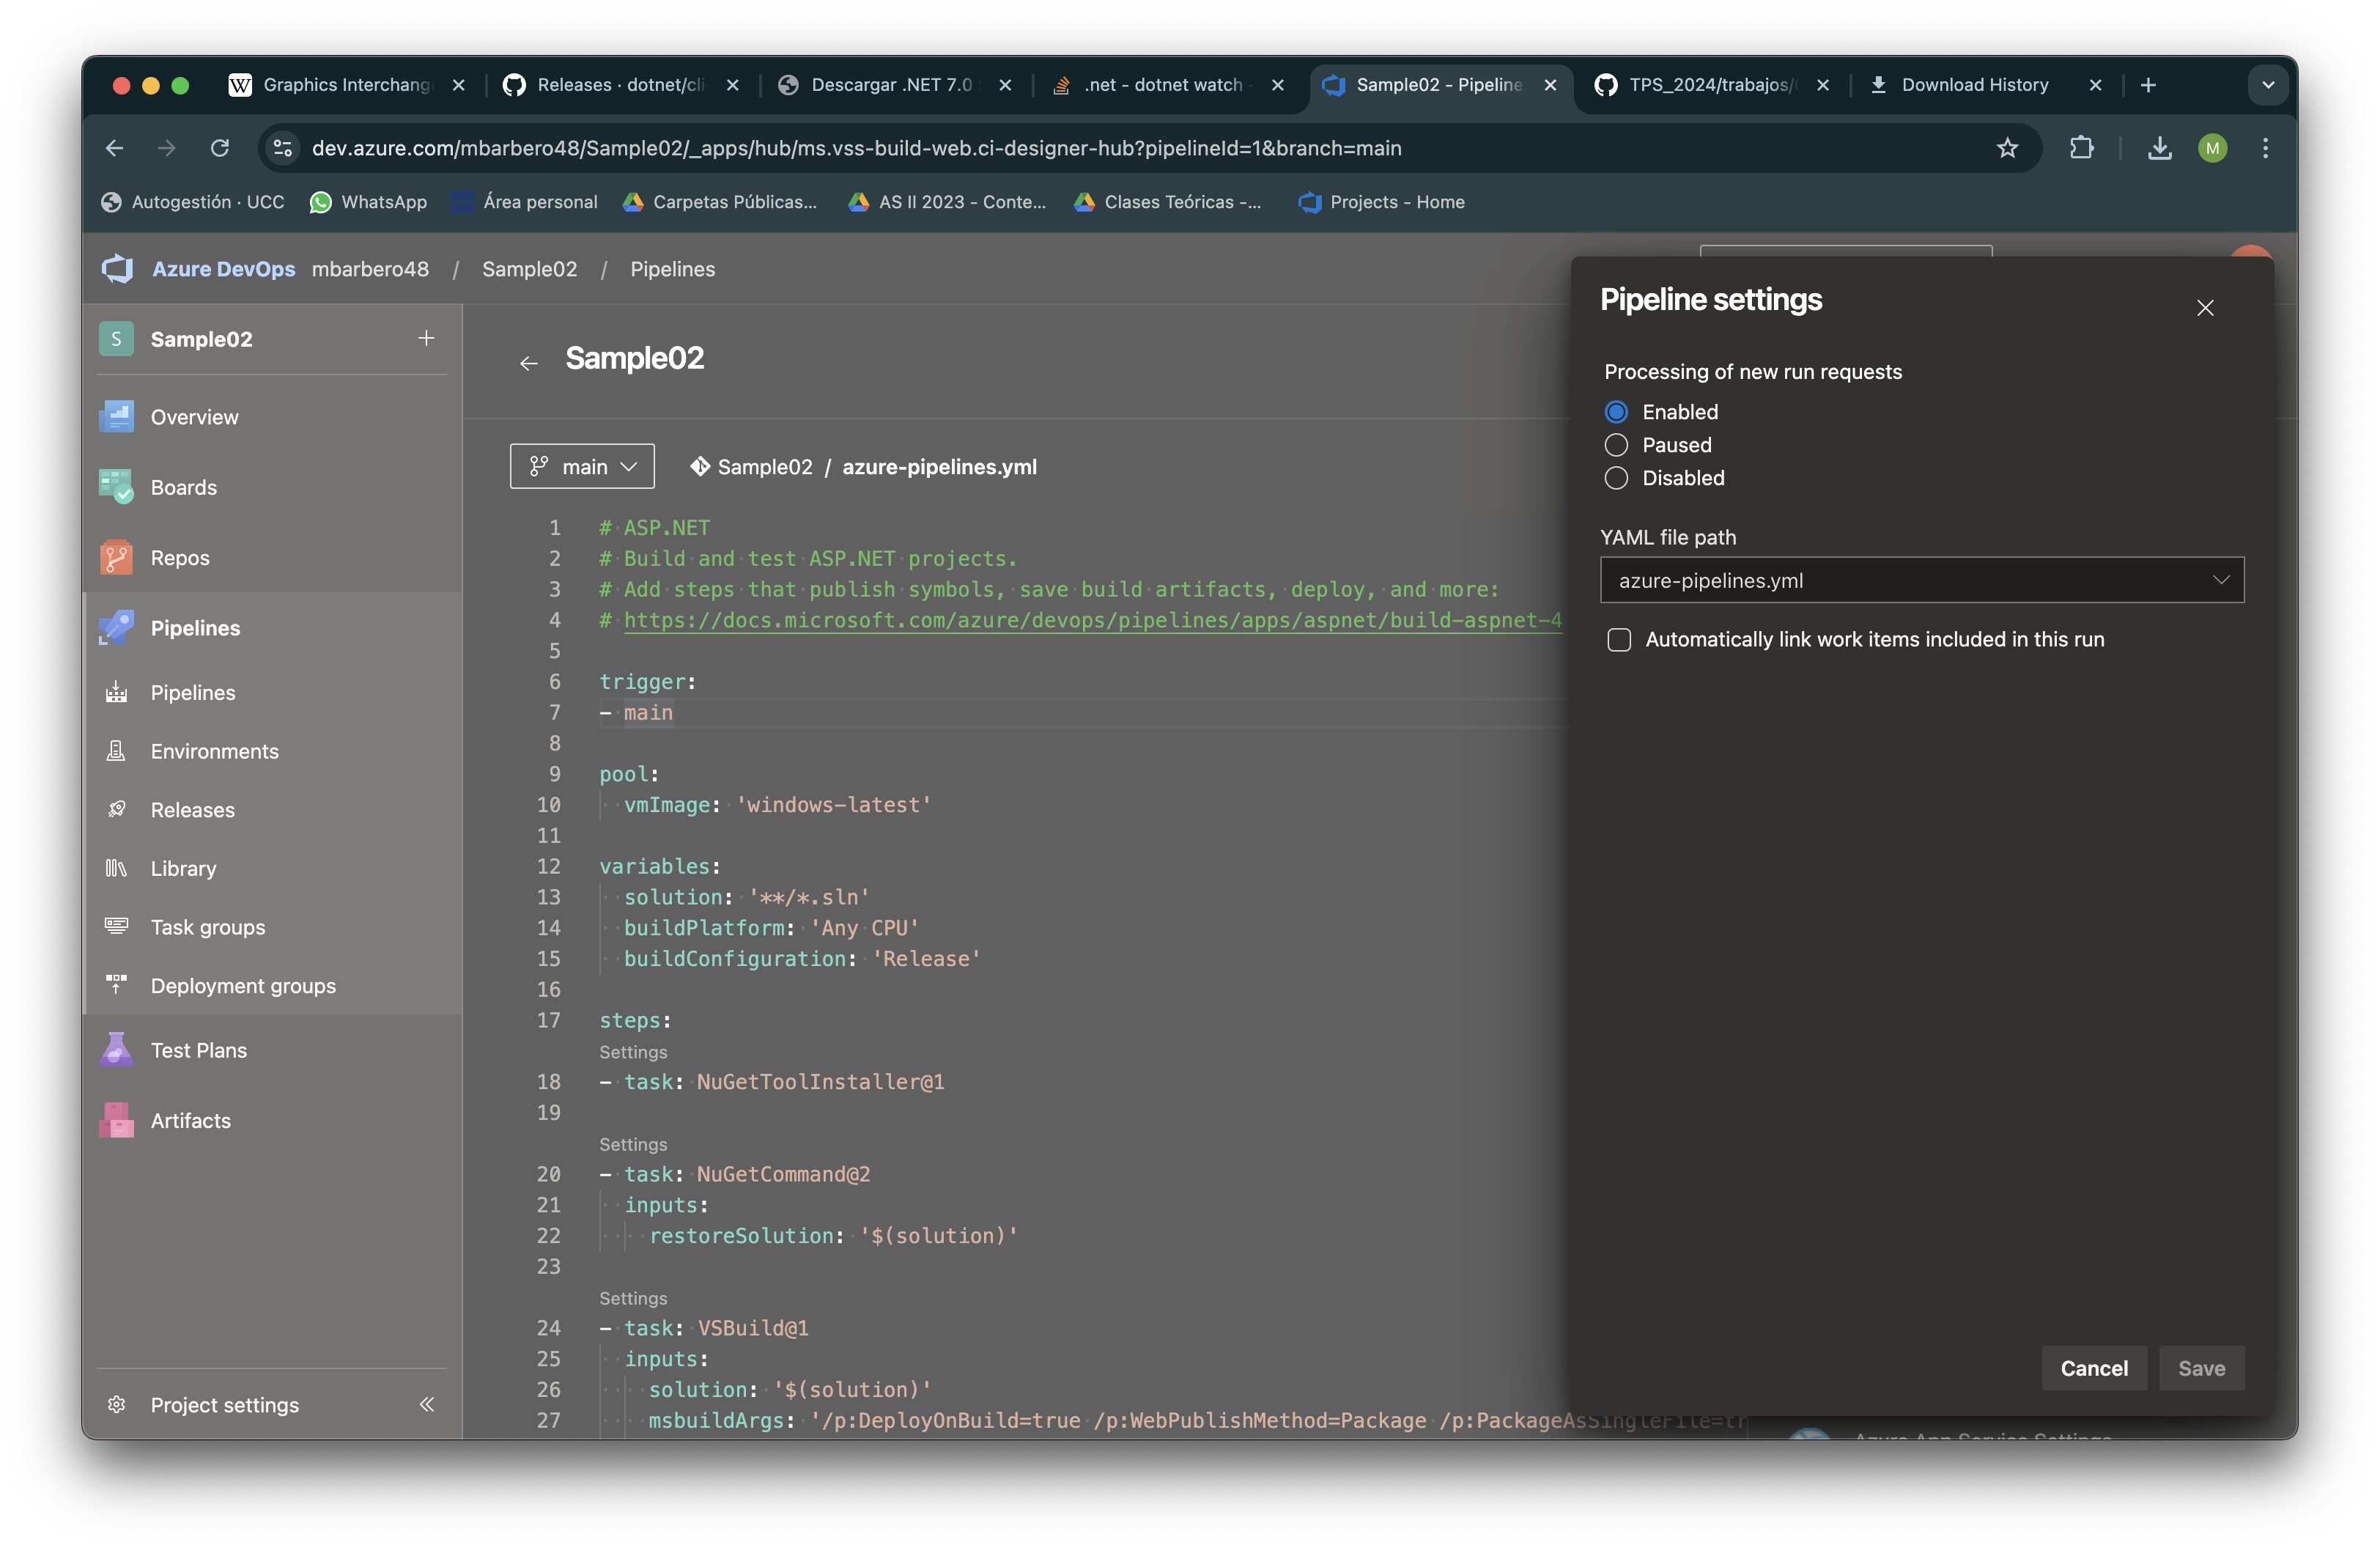 Graphics Interchang
Releases · dotnet/cli
Descargar .NET 7.0
.net - dotnet watch
Sample02 - Pipeline
TPS_2024/trabajos/
Download History
dev.azure.com/mbarbero48/Sample02/_apps/hub/ms.vss-build-web.ci-designer-hub?pipelineId=1&branch=main
M
Autogestión · UCC
WhatsApp
Área personal
Carpetas Públicas...
AS II 2023 - Conte...
Clases Teóricas -...
Projects - Home
Azure DevOps mbarbero48 / Sample02 / Pipelines
S Sample02
Overview
Boards
Repos
Pipelines
Pipelines
Environments
Releases
Library
Task groups
Deployment groups
Test Plans
Artifacts
Project settings
Sample02
main
Sample02 / azure-pipelines.yml
1 # ASP.NET
2 # Build and test ASP.NET projects.
3 # Add steps that publish symbols, save build artifacts, deploy, and more:
4 # https://docs.microsoft.com/azure/devops/pipelines/apps/aspnet/build-aspnet-4
5
6 trigger:
7 - main
8
9 pool:
10 vmImage: 'windows-latest'
11
12 variables:
13 solution: '**/*.sln'
14 buildPlatform: 'Any CPU'
15 buildConfiguration: 'Release'
16
17 steps:
Settings
18 - task: NuGetToolInstaller@1
19
Settings
20 - task: NuGetCommand@2
21 inputs:
22 restoreSolution: '$(solution)'
23
Settings
24 - task: VSBuild@1
25 inputs:
26 solution: '$(solution)'
27 msbuildArgs: '/p:DeployOnBuild=true /p:WebPublishMethod=Package /p:PackageAsSingleFile=tr
Pipeline settings
Processing of new run requests
Enabled
Paused
Disabled
YAML file path
azure-pipelines.yml
Automatically link work items included in this run
Cancel
Save
Azure App Service Settings